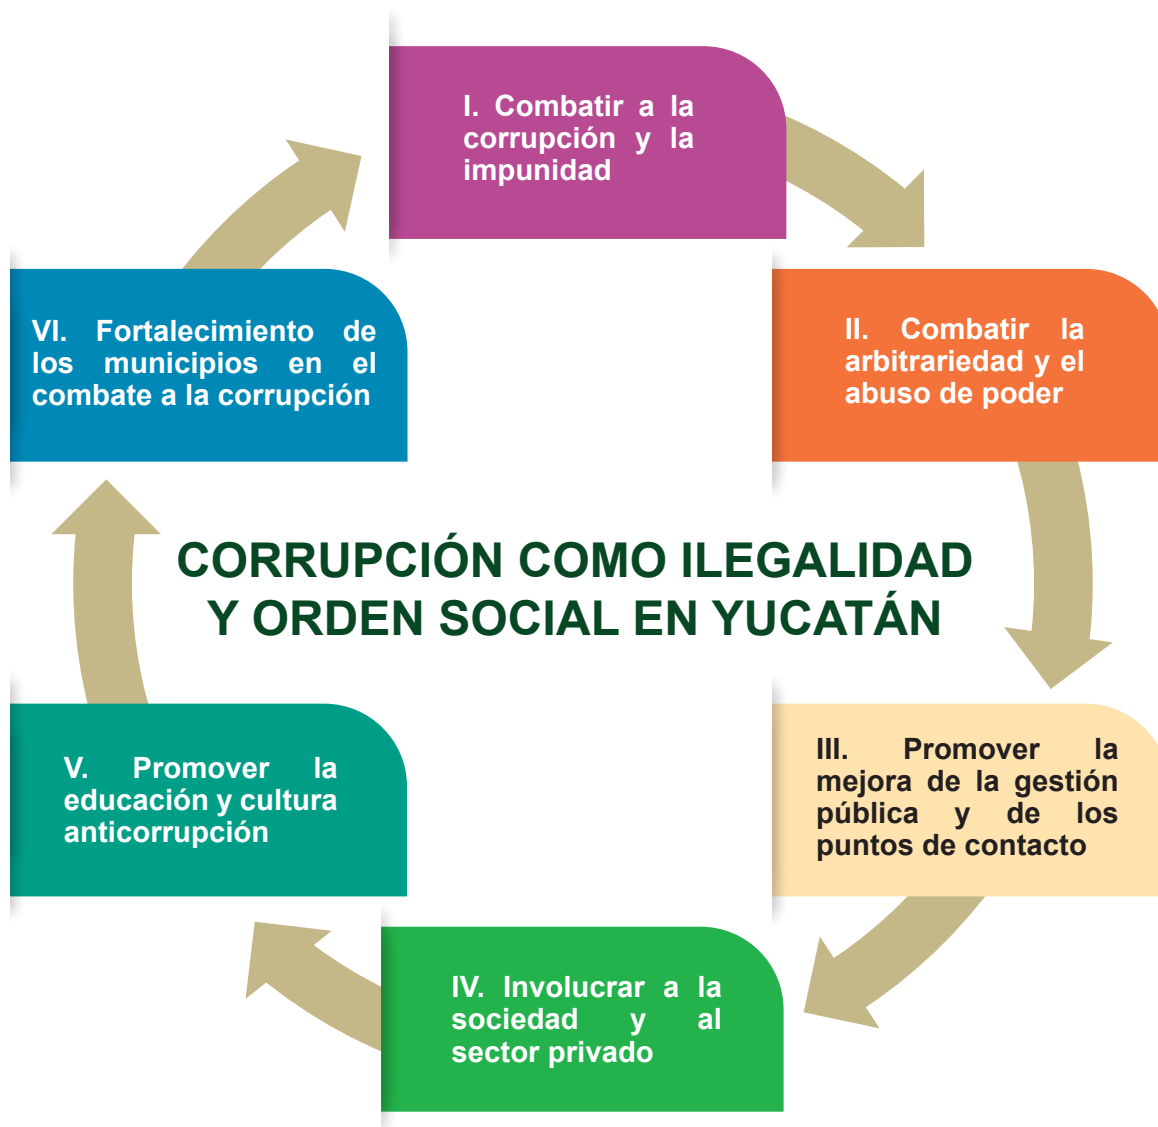 I. Combatir a la
corrupción y la
impunidad
II. Combatir la
arbitrariedad y el
abuso de poder
III. Promover la
mejora de la gestión
pública y de los
puntos de contacto
IV. Involucrar a la
sociedad y al
sector privado
V. Promover la
educación y cultura
anticorrupción
VI. Fortalecimiento de
los municipios en el
combate a la corrupción
CORRUPCIÓN COMO ILEGALIDAD
Y ORDEN SOCIAL EN YUCATÁN